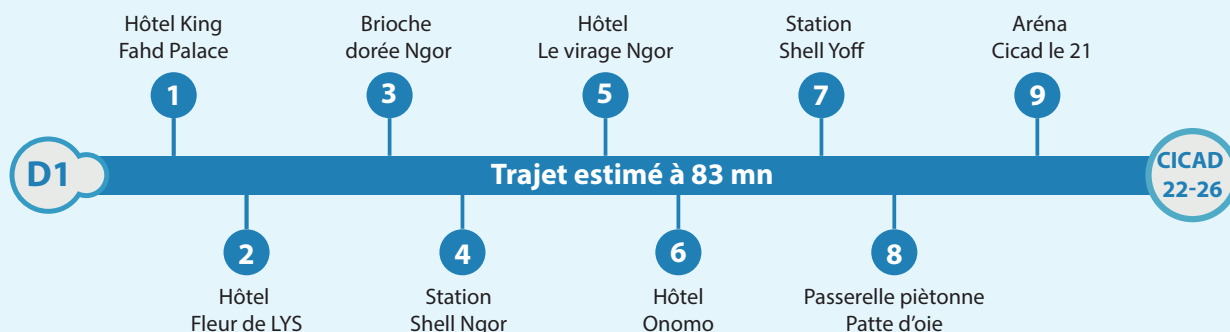 Hôtel King
Fahd Palace
Brioche
dorée Ngor
Hôtel
Le virage Ngor
Station
Shell Yoff
Aréna
Cicad le 21
1
3
5
7
9
D1
Trajet estimé à 83 mn
CICAD
22-26
2
4
6
8
Hôtel
Fleur de LYS
Station
Shell Ngor
Hôtel
Onomo
Passerelle piètonne
Patte d'oie